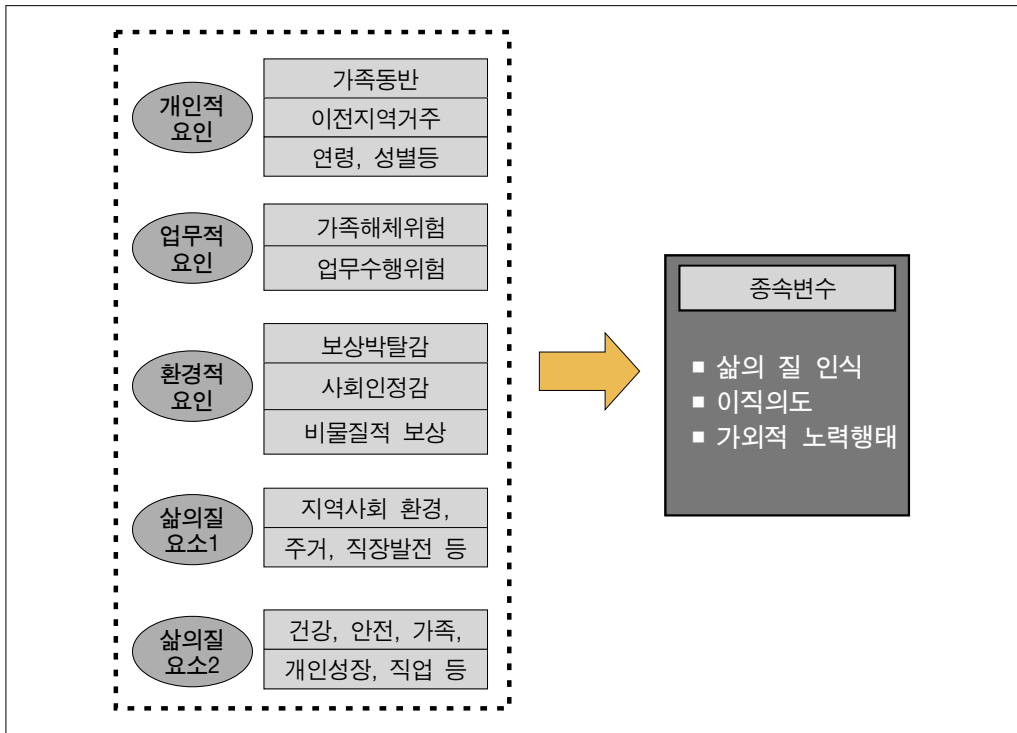 개인적
요인
가족동반
이전지역거주
연령, 성별등
업무적
요인
가족해체위험
업무수행위험
환경적
요인
보상박탈감
사회인정감
비물질적 보상
삶의질
요소1
지역사회 환경,
주거, 직장발전 등
삶의질
요소2
건강, 안전, 가족,
개인성장, 직업 등
종속변수
■ 삶의 질 인식
■ 이직의도
■ 가외적 노력행태